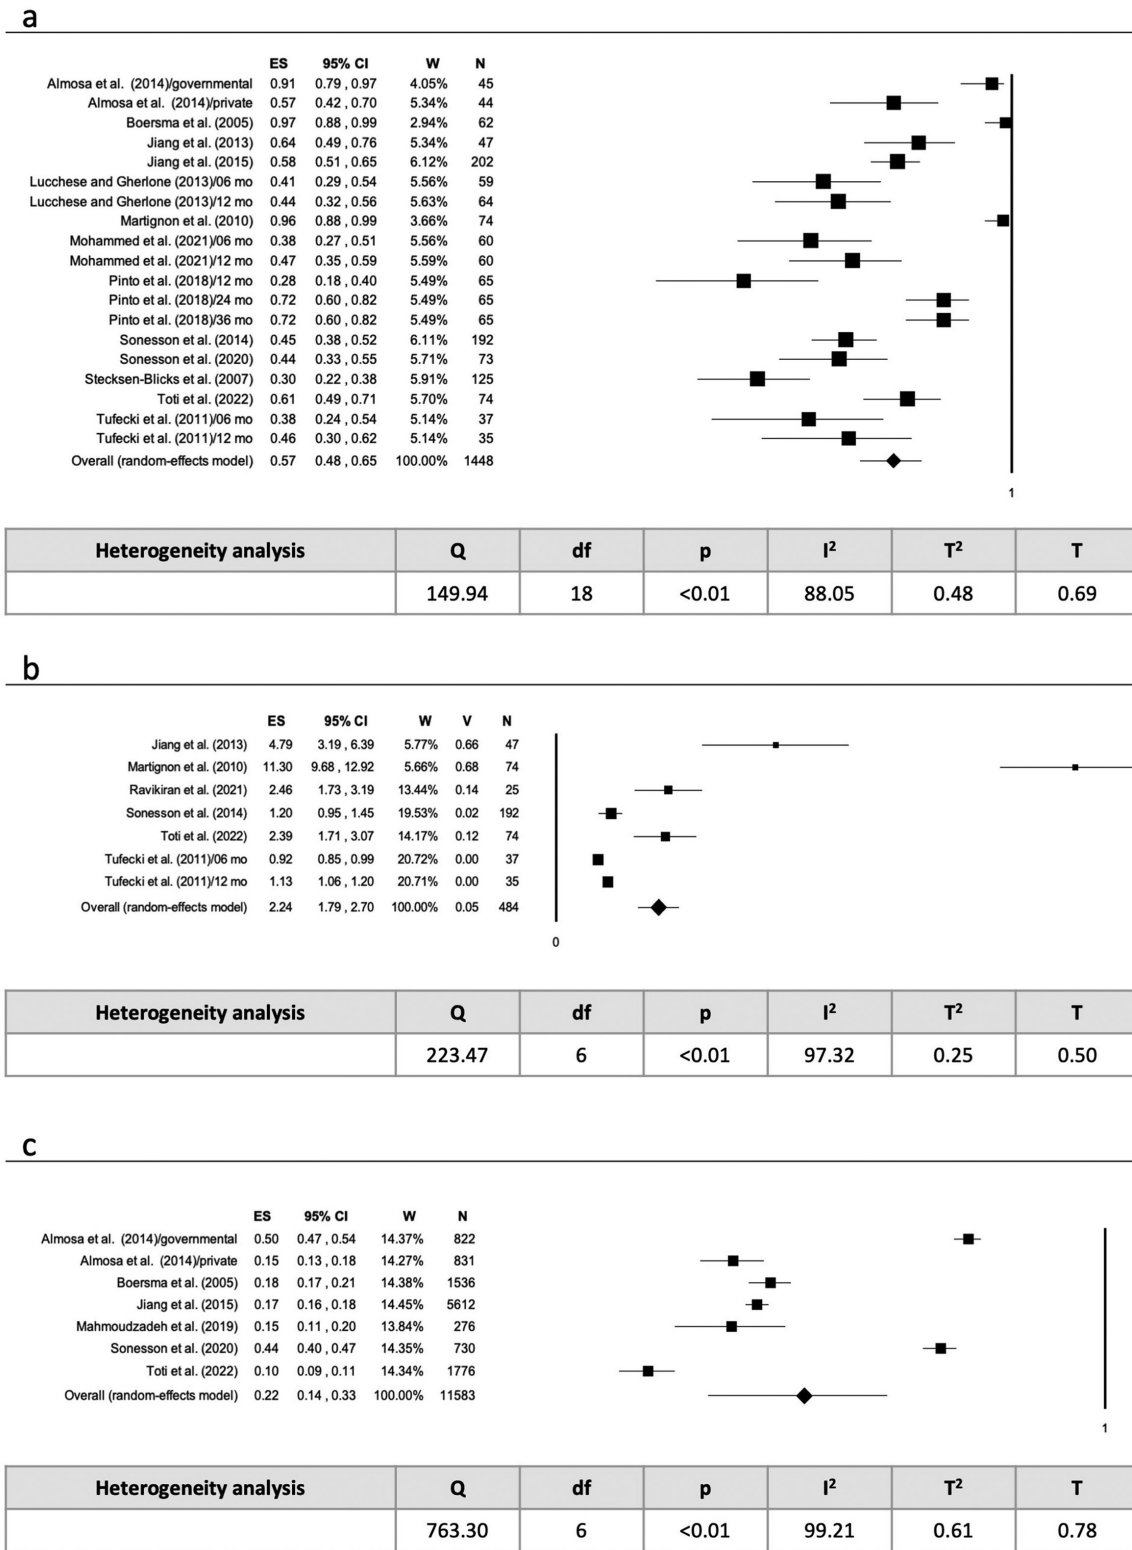 a
ES 95% CI W N
Almosa et al. (2014)/governmental 0.91 0.79 , 0.97 4.05% 45
Almosa et al. (2014)/private 0.57 0.42 , 0.70 5.34% 44
Boersma et al. (2005) 0.97 0.88 , 0.99 2.94% 62
Jiang et al. (2013) 0.64 0.49 , 0.76 5.34% 47
Jiang et al. (2015) 0.58 0.51 , 0.65 6.12% 202
Lucchese and Gherlone (2013)/06 mo 0.41 0.29 , 0.54 5.56% 59
Lucchese and Gherlone (2013)/12 mo 0.44 0.32 , 0.56 5.63% 64
Martignon et al. (2010) 0.96 0.88 , 0.99 3.66% 74
Mohammed et al. (2021)/06 mo 0.38 0.27 , 0.51 5.56% 60
Mohammed et al. (2021)/12 mo 0.47 0.35 , 0.59 5.59% 60
Pinto et al. (2018)/12 mo 0.28 0.18 , 0.40 5.49% 65
Pinto et al. (2018)/24 mo 0.72 0.60 , 0.82 5.49% 65
Pinto et al. (2018)/36 mo 0.72 0.60 , 0.82 5.49% 65
Sonesson et al. (2014) 0.45 0.38 , 0.52 6.11% 192
Sonesson et al. (2020) 0.44 0.33 , 0.55 5.71% 73
Stecksen-Blicks et al. (2007) 0.30 0.22 , 0.38 5.91% 125
Toti et al. (2022) 0.61 0.49 , 0.71 5.70% 74
Tufecki et al. (2011)/06 mo 0.38 0.24 , 0.54 5.14% 37
Tufecki et al. (2011)/12 mo 0.46 0.30 , 0.62 5.14% 35
Overall (random-effects model) 0.57 0.48 , 0.65 100.00% 1448
1
Heterogeneity analysis Q df p I² T² T
149.94 18 <0.01 88.05 0.48 0.69
b
ES 95% CI W V N
Jiang et al. (2013) 4.79 3.19 , 6.39 5.77% 0.66 47
Martignon et al. (2010) 11.30 9.68 , 12.92 5.66% 0.68 74
Ravikiran et al. (2021) 2.46 1.73 , 3.19 13.44% 0.14 25
Sonesson et al. (2014) 1.20 0.95 , 1.45 19.53% 0.02 192
Toti et al. (2022) 2.39 1.71 , 3.07 14.17% 0.12 74
Tufecki et al. (2011)/06 mo 0.92 0.85 , 0.99 20.72% 0.00 37
Tufecki et al. (2011)/12 mo 1.13 1.06 , 1.20 20.71% 0.00 35
Overall (random-effects model) 2.24 1.79 , 2.70 100.00% 0.05 484
0
Heterogeneity analysis Q df p I² T² T
223.47 6 <0.01 97.32 0.25 0.50
c
ES 95% CI W N
Almosa et al. (2014)/governmental 0.50 0.47 , 0.54 14.37% 822
Almosa et al. (2014)/private 0.15 0.13 , 0.18 14.27% 831
Boersma et al. (2005) 0.18 0.17 , 0.21 14.38% 1536
Jiang et al. (2015) 0.17 0.16 , 0.18 14.45% 5612
Mahmoudzadeh et al. (2019) 0.15 0.11 , 0.20 13.84% 276
Sonesson et al. (2020) 0.44 0.40 , 0.47 14.35% 730
Toti et al. (2022) 0.10 0.09 , 0.11 14.34% 1776
Overall (random-effects model) 0.22 0.14 , 0.33 100.00% 11583
1
Heterogeneity analysis Q df p I² T² T
763.30 6 <0.01 99.21 0.61 0.78